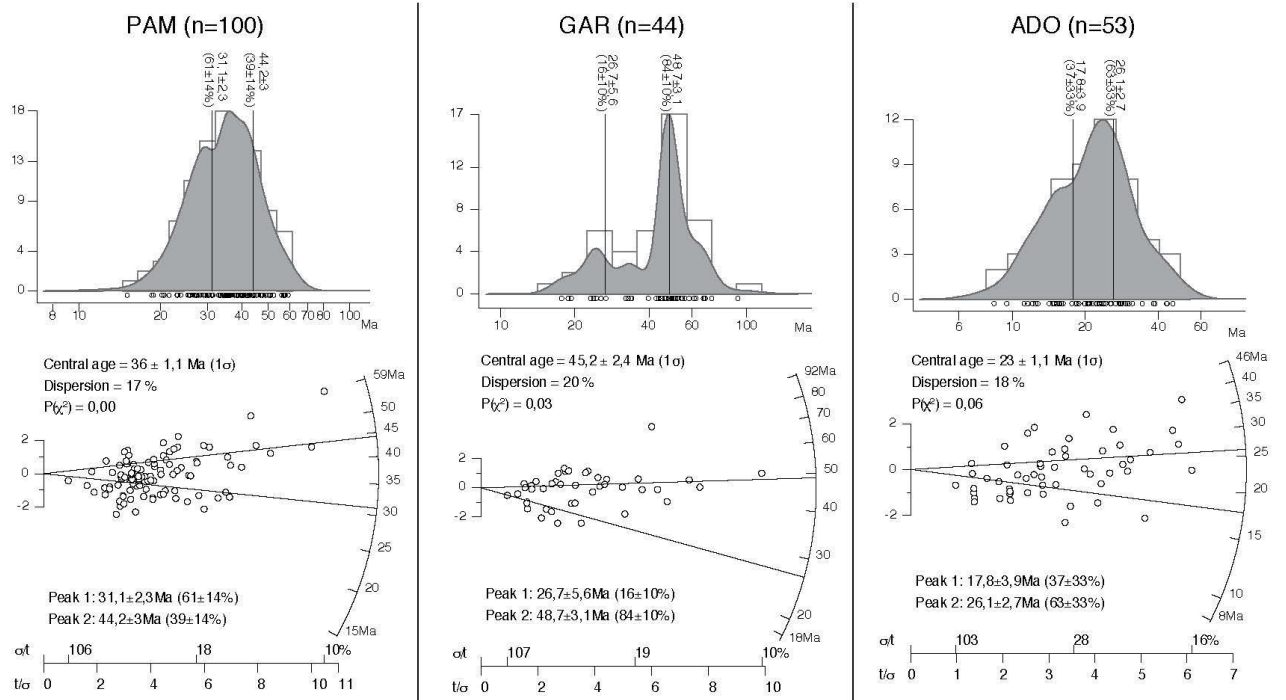 PAM (n=100)
31,1±2,3
(61±14%)
44,2±3
(39±14%)
18
13
9
4
0
8 10 20 30 40 50 60 70 80 100
Ma
Central age = 36 ± 1,1 Ma (1σ)
Dispersion = 17 %
P(χ²) = 0,00
59Ma
50
45
40
35
30
25
20
15Ma
2
0
-2
Peak 1: 31,1±2,3Ma (61±14%)
Peak 2: 44,2±3Ma (39±14%)
σ/t 106 18 10%
t/σ 0 2 4 6 8 10 11
GAR (n=44)
26,7±5,6
(16±10%)
48,7±3,1
(84±10%)
17
12
8
4
0
10 20 40 60 100
Ma
Central age = 45,2 ± 2,4 Ma (1σ)
Dispersion = 20 %
P(χ²) = 0,03
92Ma
80
70
60
50
40
30
20
18Ma
2
0
-2
Peak 1: 26,7±5,6Ma (16±10%)
Peak 2: 48,7±3,1Ma (84±10%)
σ/t 107 19 10%
t/σ 0 2 4 6 8 10
ADO (n=53)
17,8±3,9
(37±33%)
26,1±2,7
(63±33%)
12
9
6
3
0
6 10 20 40 60
Ma
Central age = 23 ± 1,1 Ma (1σ)
Dispersion = 18 %
P(χ²) = 0,06
46Ma
40
35
30
25
20
15
10
8Ma
2
0
-2
Peak 1: 17,8±3,9Ma (37±33%)
Peak 2: 26,1±2,7Ma (63±33%)
σ/t 103 28 16%
t/σ 0 1 2 3 4 5 6 7